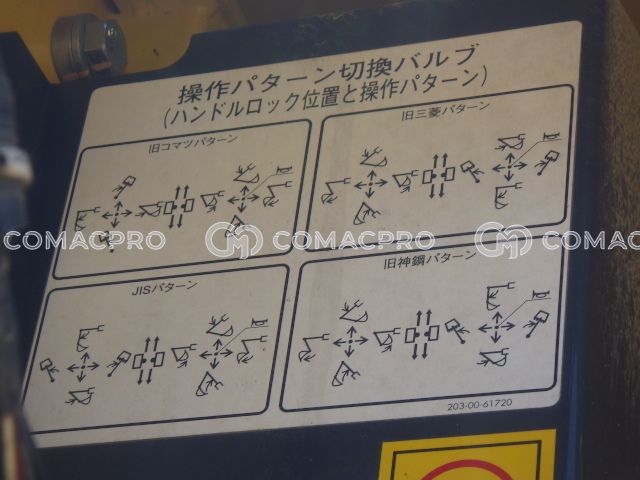 操作パターン切換バルブ
(ハンドルロック位置と操作パターン)
旧コマツパターン
旧三菱パターン
COMACPRO
COMACPRO
COMAC
JISパターン
旧神鋼パターン
203-00-61720